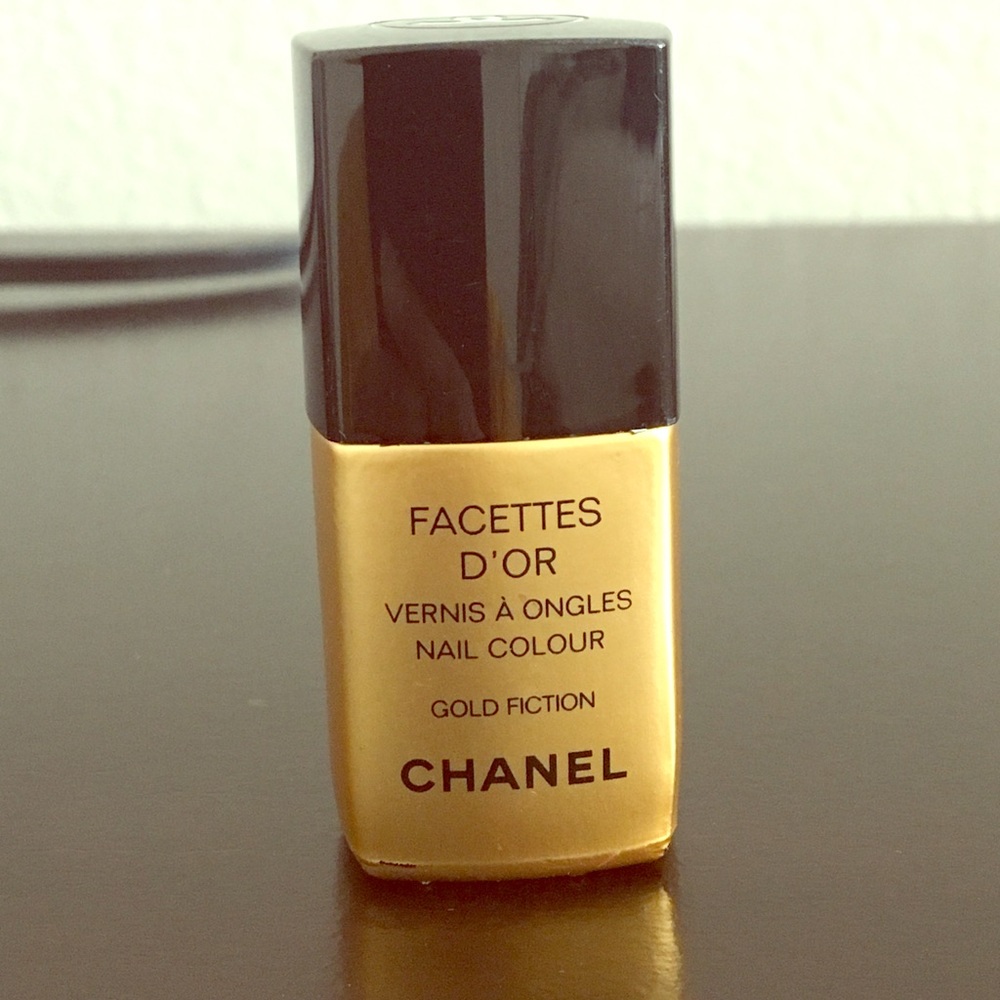 FACETTES
D'OR
VERNIS À ONGLES
NAIL COLOUR
GOLD FICTION
CHANEL